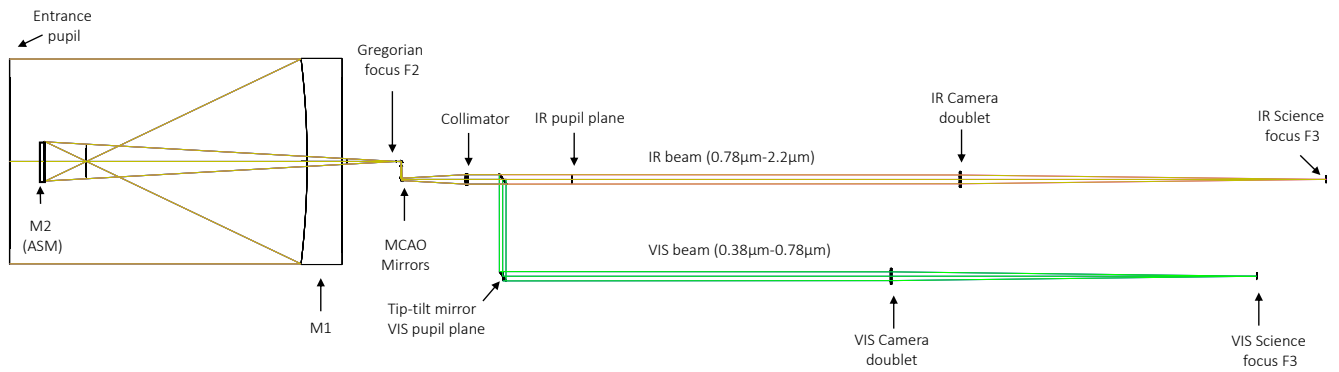 Entrance
pupil
Gregorian
focus F2
Collimator
IR pupil plane
IR Camera
doublet
IR Science
focus F3
IR beam (0.78µm-2.2µm)
M2
(ASM)
MCAO
Mirrors
VIS beam (0.38µm-0.78µm)
M1
Tip-tilt mirror
VIS pupil plane
VIS Camera
doublet
VIS Science
focus F3